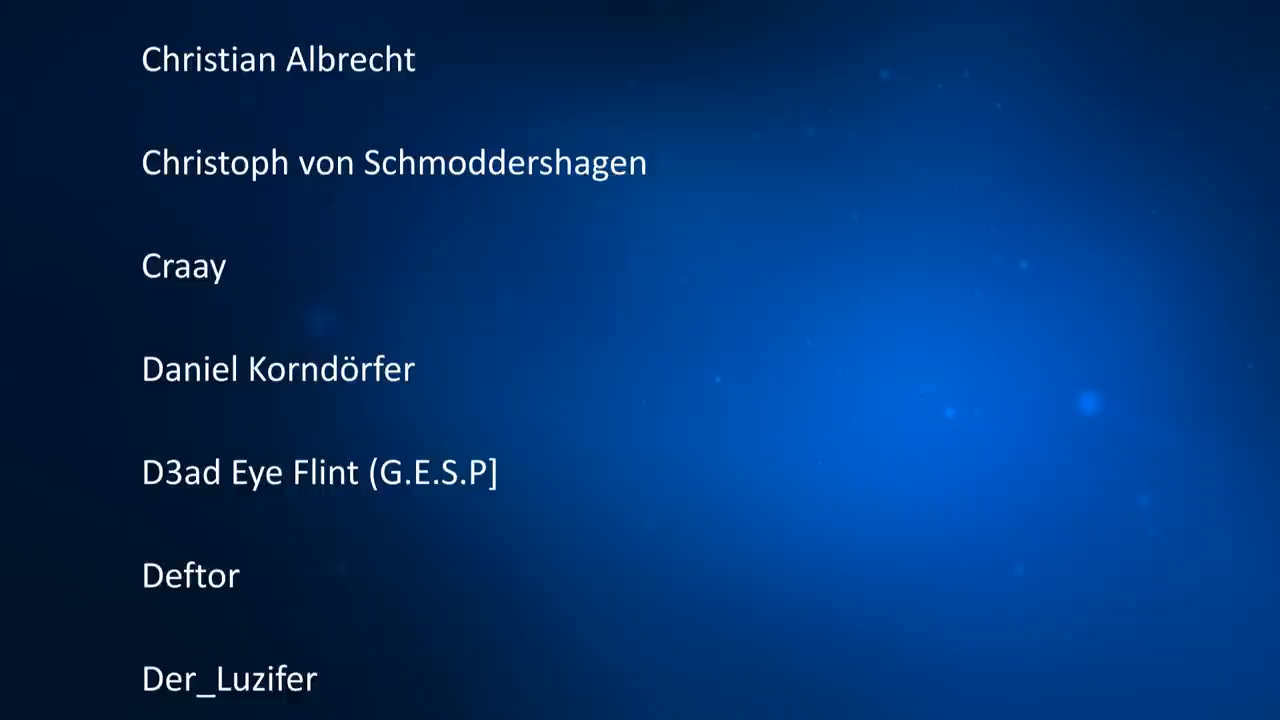 Christian Albrecht
Christoph von Schmoddershagen
Craay
Daniel Korndörfer
D3ad Eye Flint (G.E.S.P]
Deftor
Der_Luzifer